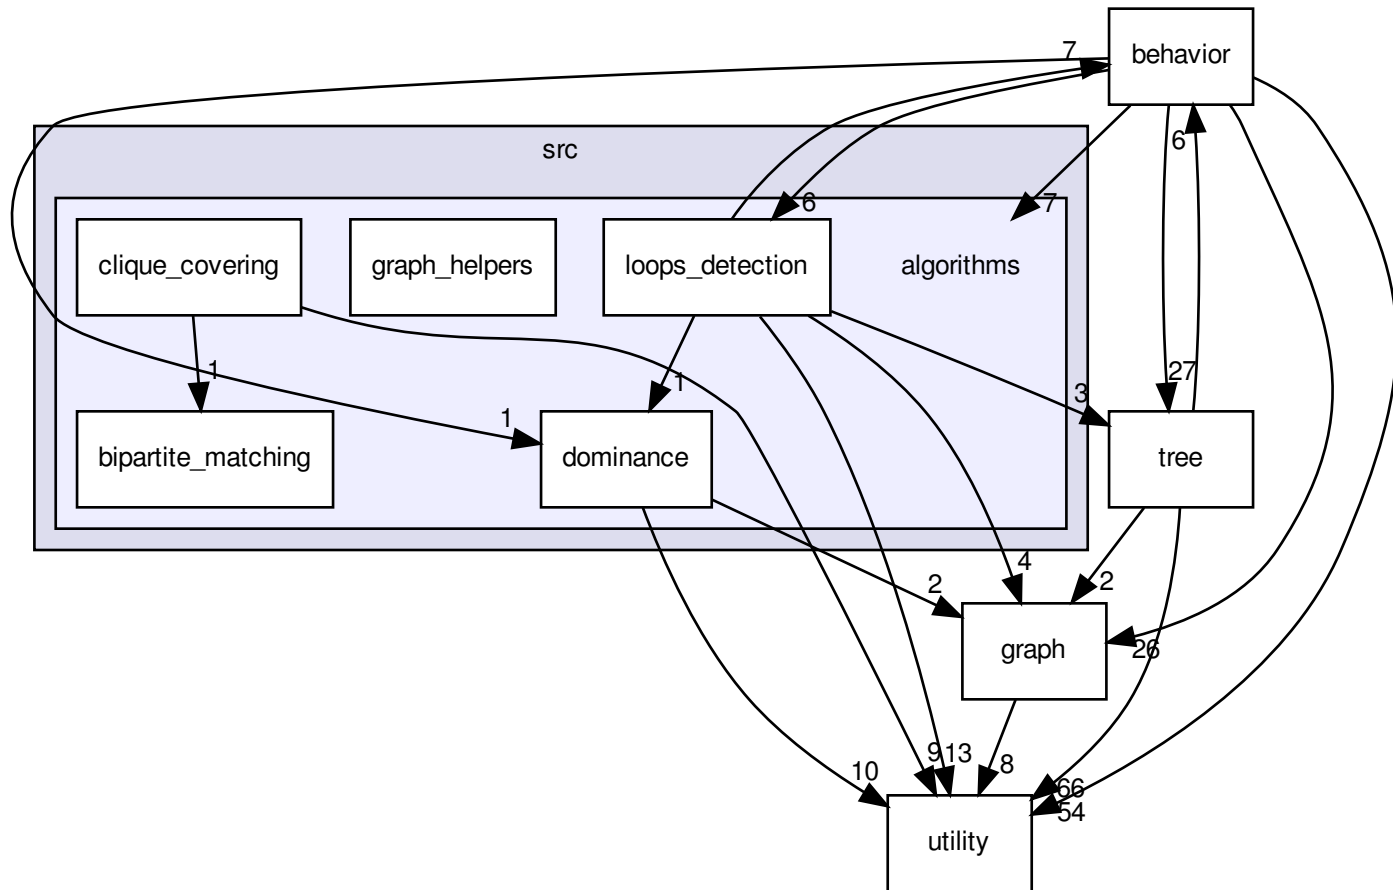 behavior
7
src
6
6
7
clique_covering
graph_helpers
loops_detection
algorithms
1
1
27
3
1
bipartite_matching
dominance
tree
4
2
2
graph
26
9
13
8
10
66
54
utility